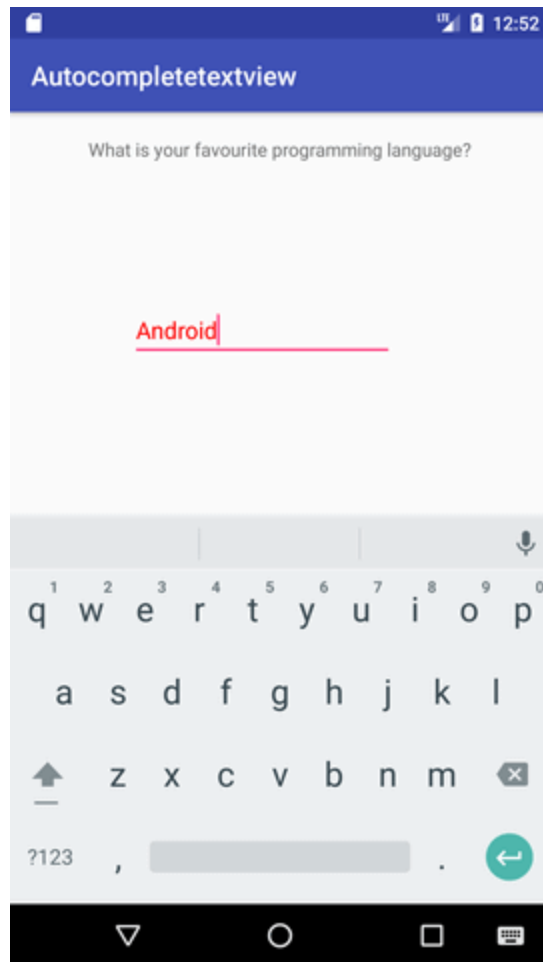 LTE 12:52
Autocompletetextview
What is your favourite programming language?
Android
1 2 3 4 5 6 7 8 9 0
q w e r t y u i o p
a s d f g h j k l
z x c v b n m
?123 , .